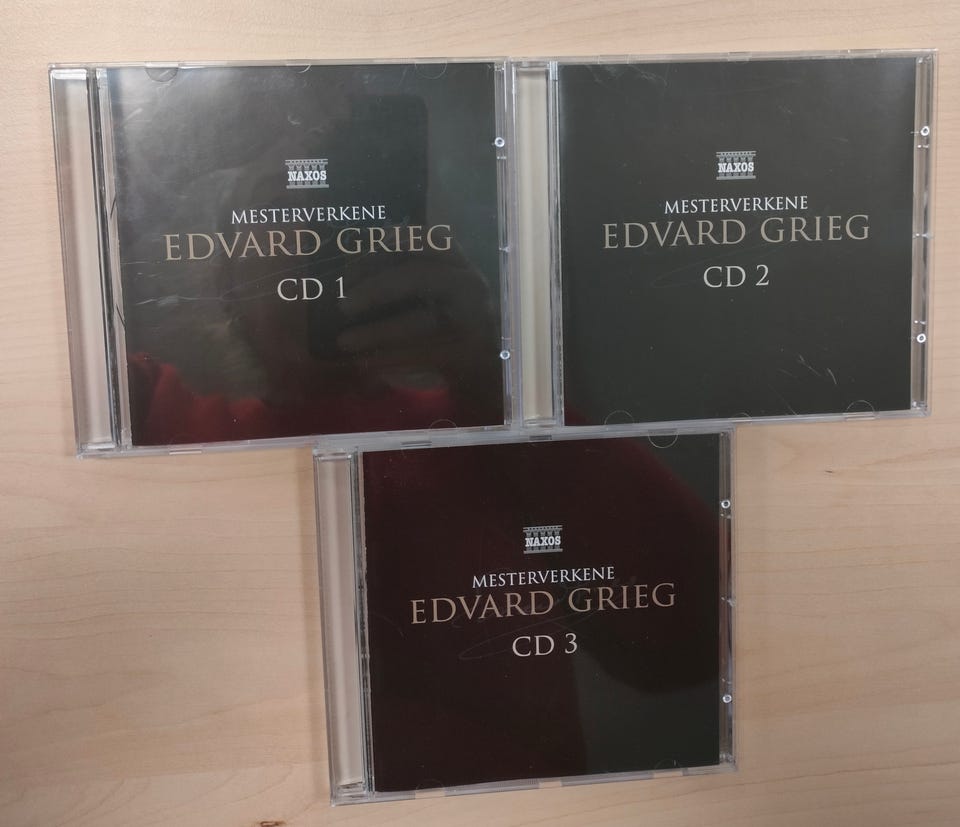 NAXOS
MESTERVERKENE
EDVARD GRIEG
CD 1
NAXOS
MESTERVERKENE
EDVARD GRIEG
CD 2
NAXOS
MESTERVERKENE
EDVARD GRIEG
CD 3